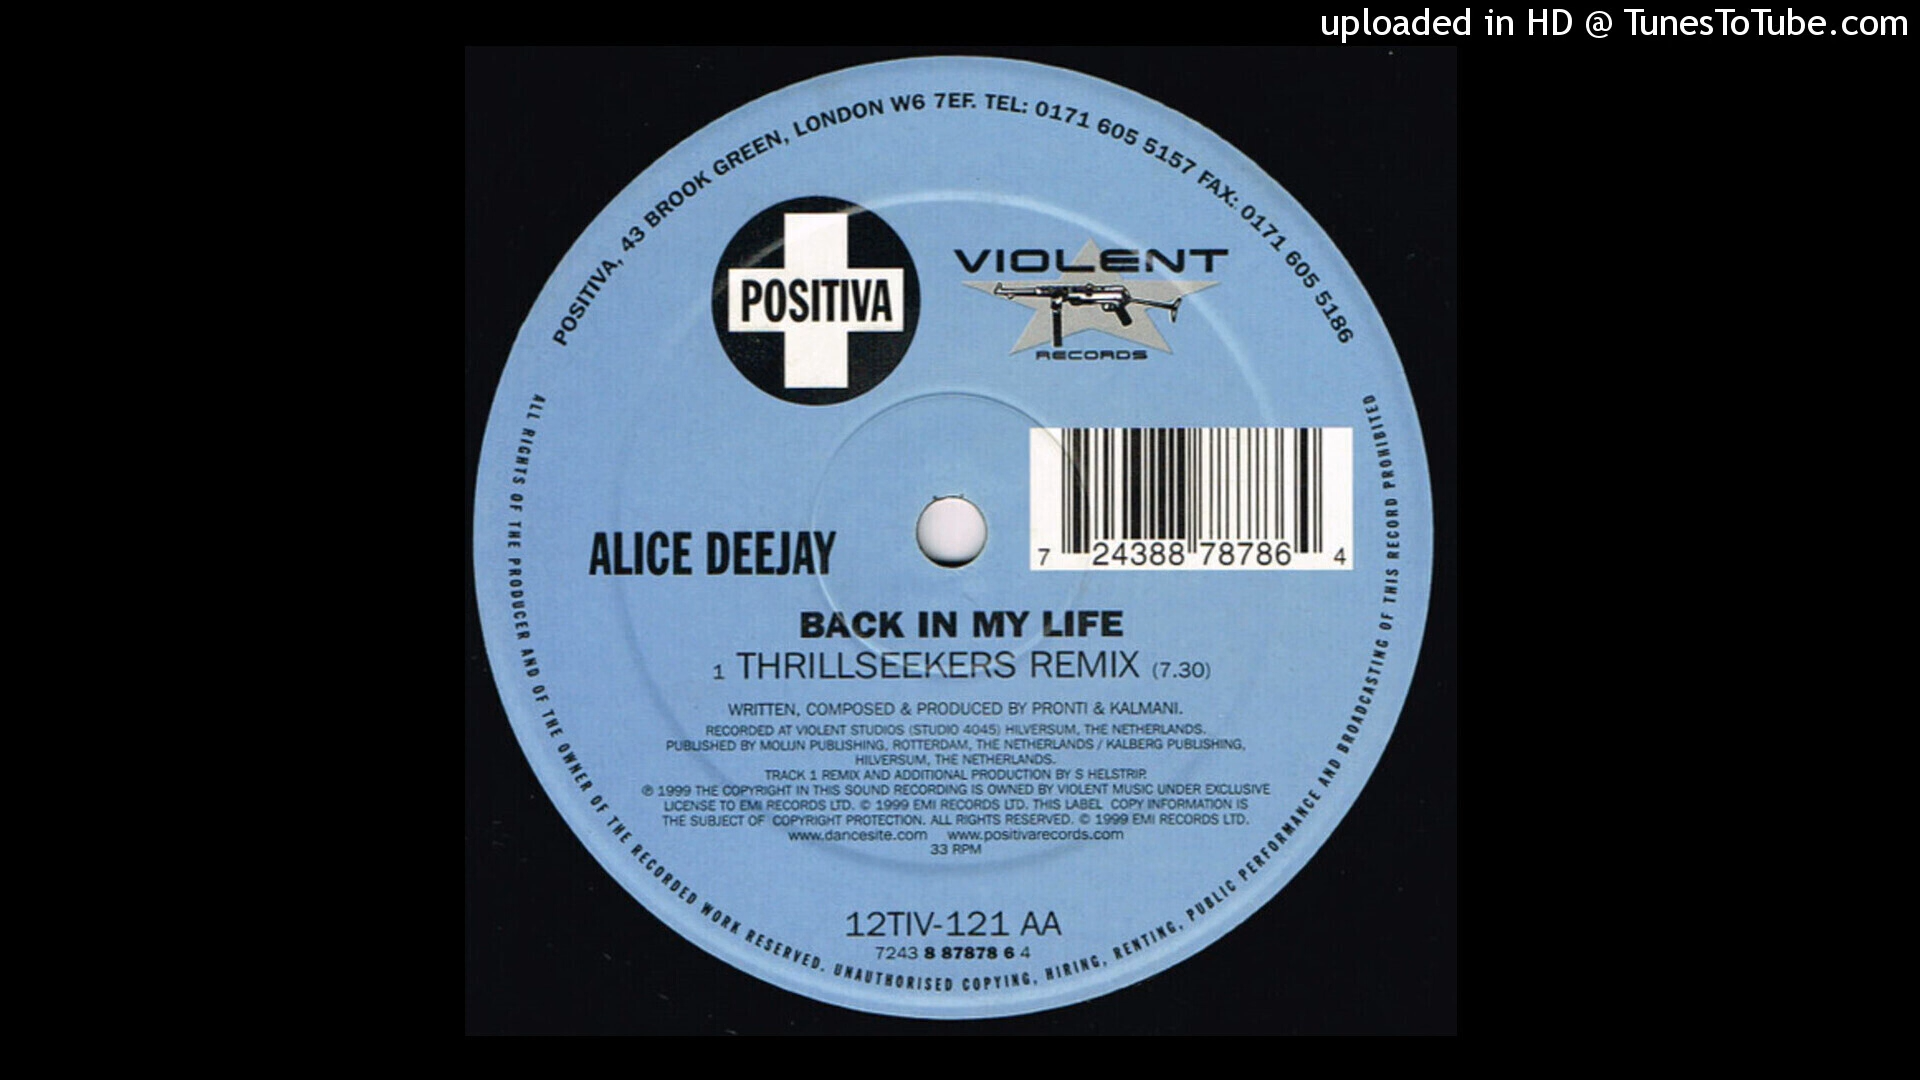 uploaded in HD @ TunesToTube.com
POSITIVA, 43 BROOK GREEN, LONDON W6 7EF. TEL: 0171 605 5157 FAX: 0171 605 5186
POSITIVA
VIOLENT
RECORDS
7 24388 78786 4
ALICE DEEJAY
BACK IN MY LIFE
1 THRILLSEEKERS REMIX (7.30)
WRITTEN, COMPOSED & PRODUCED BY PRONTI & KALMANI.
RECORDED AT VIOLENT STUDIOS (STUDIO 4045) HILVERSUM, THE NETHERLANDS.
PUBLISHED BY MOLIJN PUBLISHING, ROTTERDAM, THE NETHERLANDS / KALBERG PUBLISHING,
HILVERSUM, THE NETHERLANDS.
TRACK 1 REMIX AND ADDITIONAL PRODUCTION BY S HELSTRIP.
℗ 1999 THE COPYRIGHT IN THIS SOUND RECORDING IS OWNED BY VIOLENT MUSIC UNDER EXCLUSIVE
LICENSE TO EMI RECORDS LTD. © 1999 EMI RECORDS LTD. THIS LABEL COPY INFORMATION IS
THE SUBJECT OF COPYRIGHT PROTECTION. ALL RIGHTS RESERVED. © 1999 EMI RECORDS LTD.
www.dancesite.com www.positivarecords.com
33 RPM
12TIV-121 AA
7243 8 87878 6 4
ALL RIGHTS OF THE PRODUCER AND OF THE OWNER OF THE RECORDED WORK RESERVED. UNAUTHORISED COPYING, HIRING, RENTING, PUBLIC PERFORMANCE AND BROADCASTING OF THIS RECORD PROHIBITED